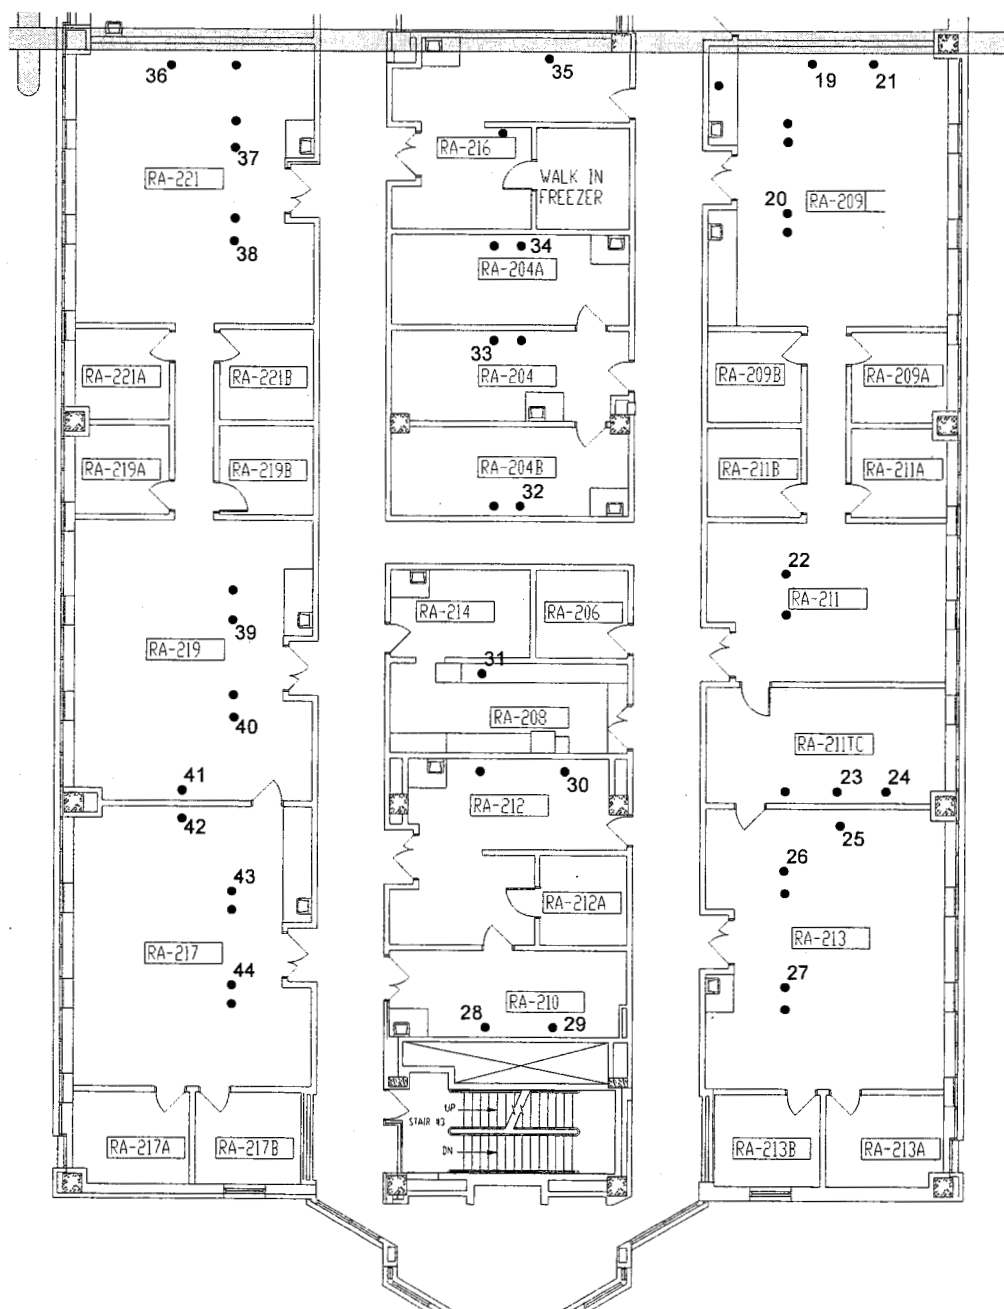 36
35
19 21
37
RA-216
RA-221
WALK IN
FREEZER
RA-209
20
38
34
RA-204A
33
RA-221A
RA-221B
RA-204
RA-209B
RA-209A
RA-219A
RA-219B
RA-204B
RA-211B
RA-211A
32
22
39
RA-214
RA-206
RA-211
RA-219
31
40
RA-208
RA-211TC
41
30
23 24
42
RA-212
25
43
26
RA-212A
RA-217
RA-213
44
27
RA-210
28 29
UP
STAIR #3
DN
RA-217A
RA-217B
RA-213B
RA-213A